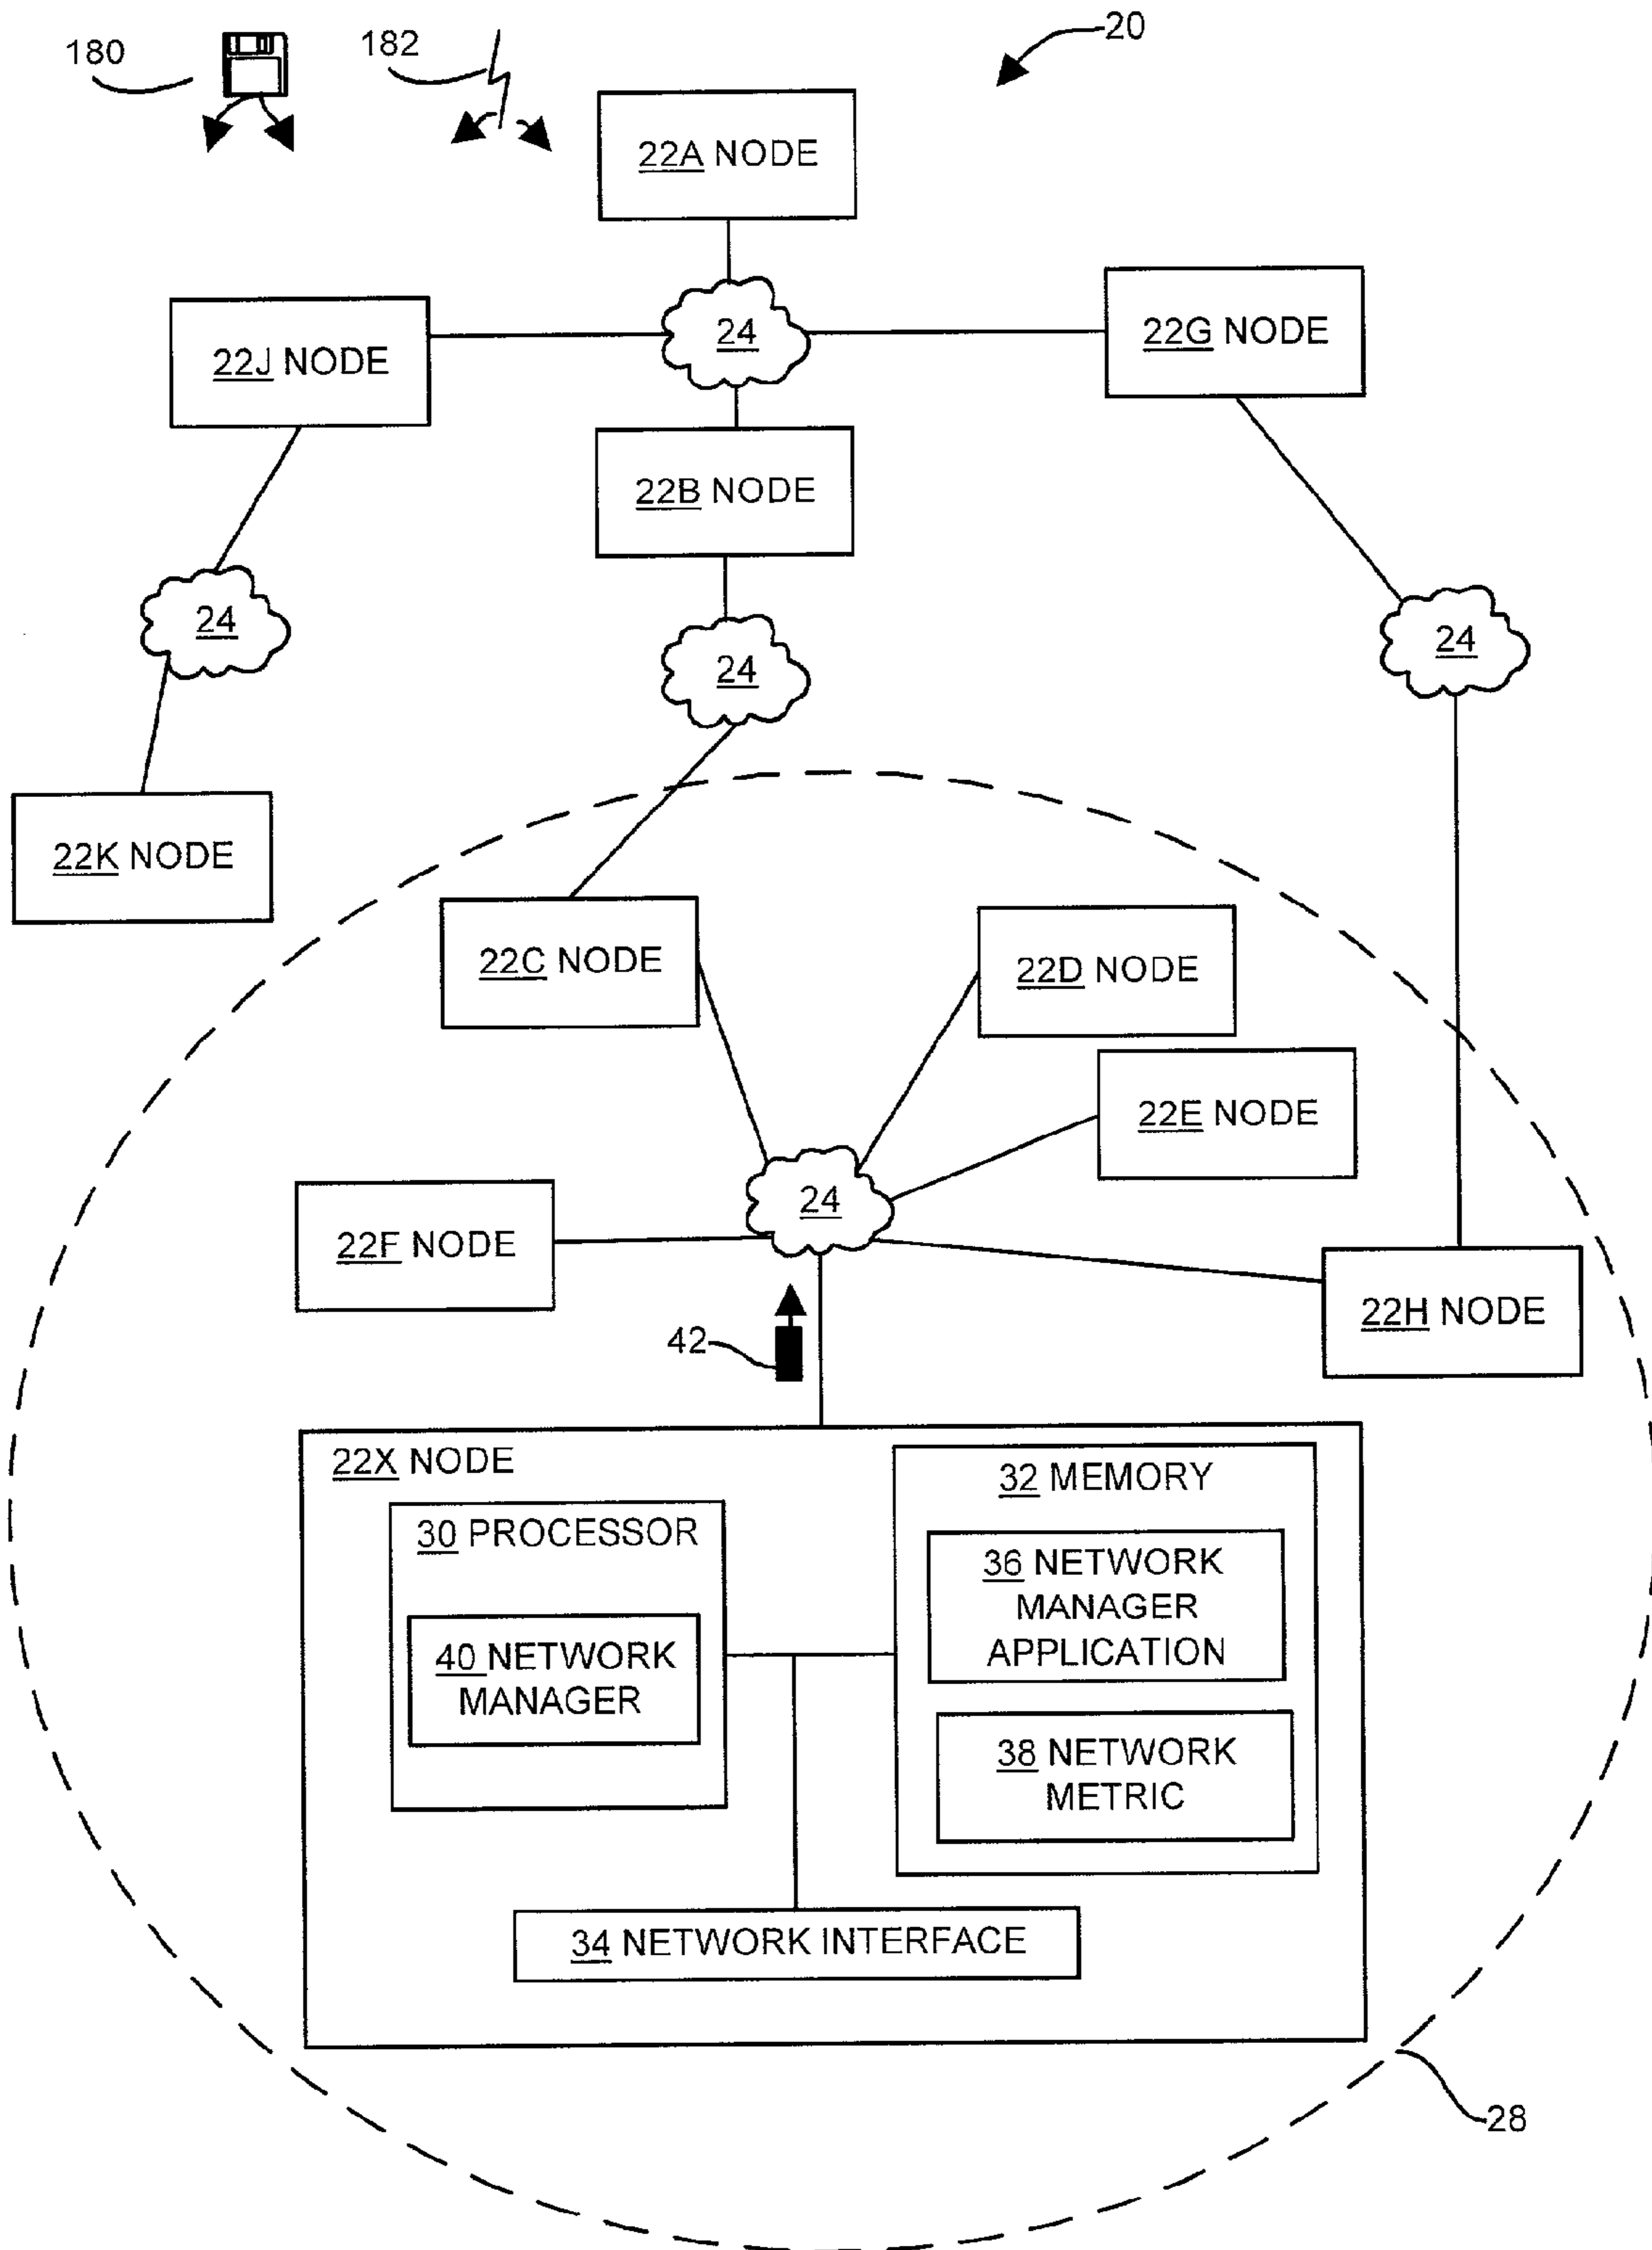 20
180
182
22A NODE
24
22J NODE
22G NODE
22B NODE
24
24
24
22K NODE
22C NODE
22D NODE
22E NODE
24
22F NODE
22H NODE
42
22X NODE
32 MEMORY
30 PROCESSOR
36 NETWORK
MANAGER
APPLICATION
40 NETWORK
MANAGER
38 NETWORK
METRIC
34 NETWORK INTERFACE
28